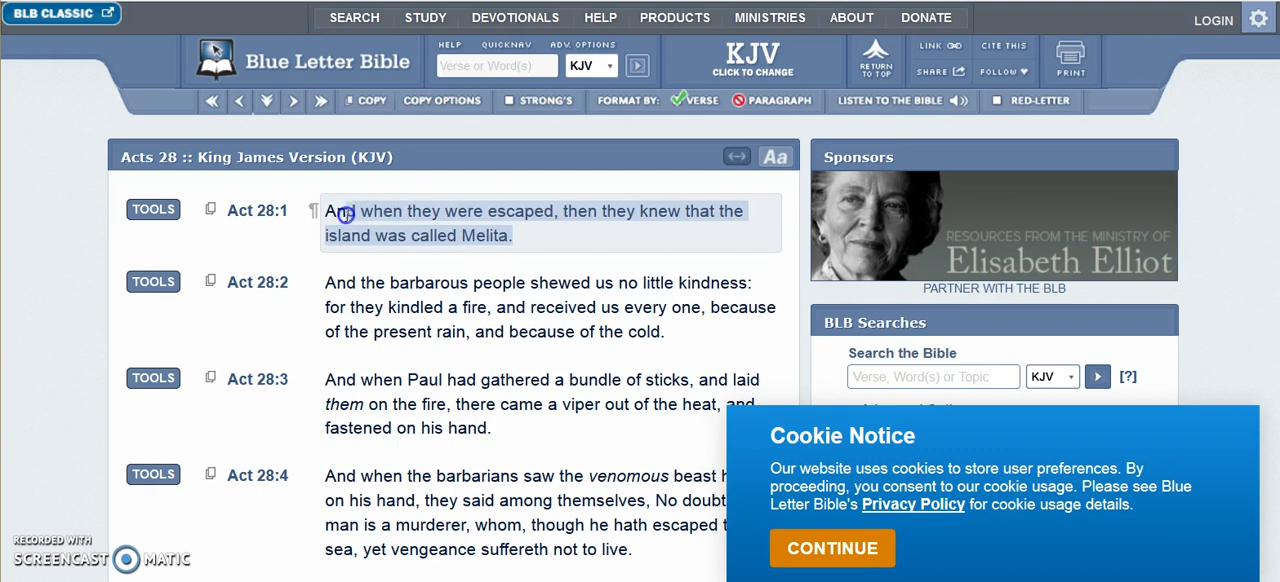 BLB CLASSIC
SEARCH STUDY DEVOTIONALS HELP PRODUCTS MINISTRIES ABOUT DONATE
LOGIN
Blue Letter Bible
HELP QUICKNAV ADV. OPTIONS
Verse or Word(s) KJV
KJV
CLICK TO CHANGE
RETURN
TO TOP
LINK CITE THIS
SHARE FOLLOW
PRINT
COPY COPY OPTIONS STRONG'S FORMAT BY: VERSE PARAGRAPH LISTEN TO THE BIBLE RED-LETTER
Acts 28 :: King James Version (KJV)
Aa
TOOLS Act 28:1 ¶ And when they were escaped, then they knew that the
island was called Melita.
TOOLS Act 28:2 And the barbarous people shewed us no little kindness:
for they kindled a fire, and received us every one, because
of the present rain, and because of the cold.
TOOLS Act 28:3 And when Paul had gathered a bundle of sticks, and laid
them on the fire, there came a viper out of the heat, and
fastened on his hand.
TOOLS Act 28:4 And when the barbarians saw the venomous beast
on his hand, they said among themselves, No doubt
man is a murderer, whom, though he hath escaped
sea, yet vengeance suffereth not to live.
Sponsors
RESOURCES FROM THE MINISTRY OF
Elisabeth Elliot
PARTNER WITH THE BLB
BLB Searches
Search the Bible
Verse, Word(s) or Topic KJV [?]
Cookie Notice
Our website uses cookies to store user preferences. By
proceeding, you consent to our cookie usage. Please see Blue
Letter Bible's Privacy Policy for cookie usage details.
CONTINUE
RECORDED WITH
SCREENCAST MATIC